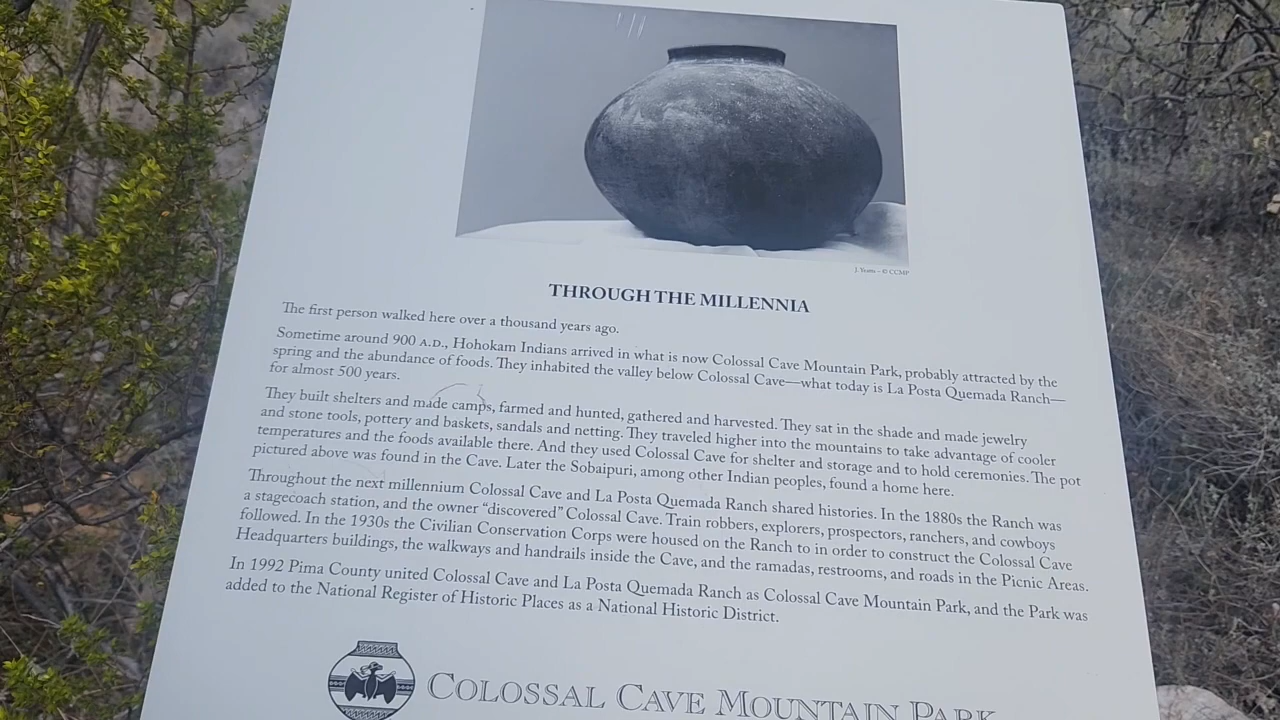 J. Yeatts – © CCMP
THROUGH THE MILLENNIA
The first person walked here over a thousand years ago.
Sometime around 900 A.D., Hohokam Indians arrived in what is now Colossal Cave Mountain Park, probably attracted by the
spring and the abundance of foods. They inhabited the valley below Colossal Cave—what today is La Posta Quemada Ranch—
for almost 500 years.
They built shelters and made camps, farmed and hunted, gathered and harvested. They sat in the shade and made jewelry
and stone tools, pottery and baskets, sandals and netting. They traveled higher into the mountains to take advantage of cooler
temperatures and the foods available there. And they used Colossal Cave for shelter and storage and to hold ceremonies. The pot
pictured above was found in the Cave. Later the Sobaipuri, among other Indian peoples, found a home here.
Throughout the next millennium Colossal Cave and La Posta Quemada Ranch shared histories. In the 1880s the Ranch was
a stagecoach station, and the owner “discovered” Colossal Cave. Train robbers, explorers, prospectors, ranchers, and cowboys
followed. In the 1930s the Civilian Conservation Corps were housed on the Ranch to in order to construct the Colossal Cave
Headquarters buildings, the walkways and handrails inside the Cave, and the ramadas, restrooms, and roads in the Picnic Areas.
In 1992 Pima County united Colossal Cave and La Posta Quemada Ranch as Colossal Cave Mountain Park, and the Park was
added to the National Register of Historic Places as a National Historic District.
COLOSSAL CAVE MOUNTAIN PARK